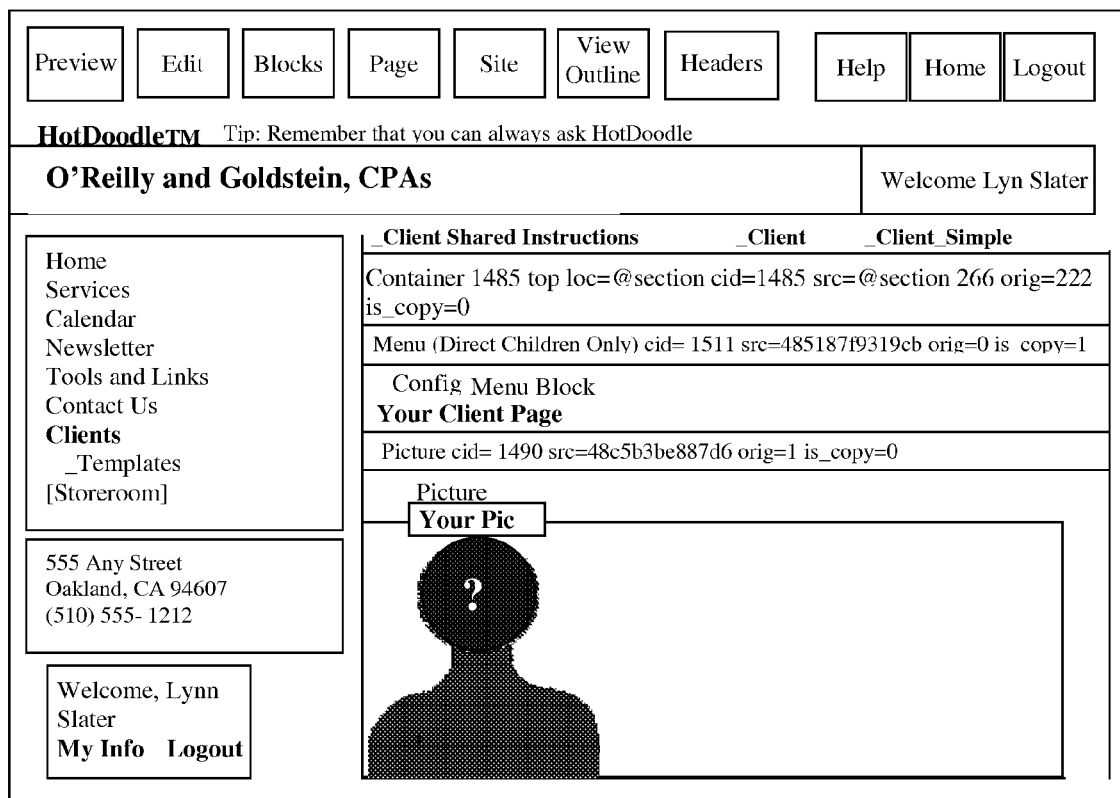 Preview Edit Blocks Page Site View Outline Headers Help Home Logout
HotDoodle™ Tip: Remember that you can always ask HotDoodle
O'Reilly and Goldstein, CPAs
Welcome Lyn Slater
Home
Services
Calendar
Newsletter
Tools and Links
Contact Us
Clients
_Templates
[Storeroom]
555 Any Street
Oakland, CA 94607
(510) 555- 1212
Welcome, Lynn
Slater
My Info Logout
_Client Shared Instructions _Client _Client_Simple
Container 1485 top loc=@section cid=1485 src=@section 266 orig=222
is_copy=0
Menu (Direct Children Only) cid= 1511 src=485187f9319cb orig=0 is_copy=1
Config Menu Block
Your Client Page
Picture cid= 1490 src=48c5b3be887d6 orig=1 is_copy=0
Picture
Your Pic
?